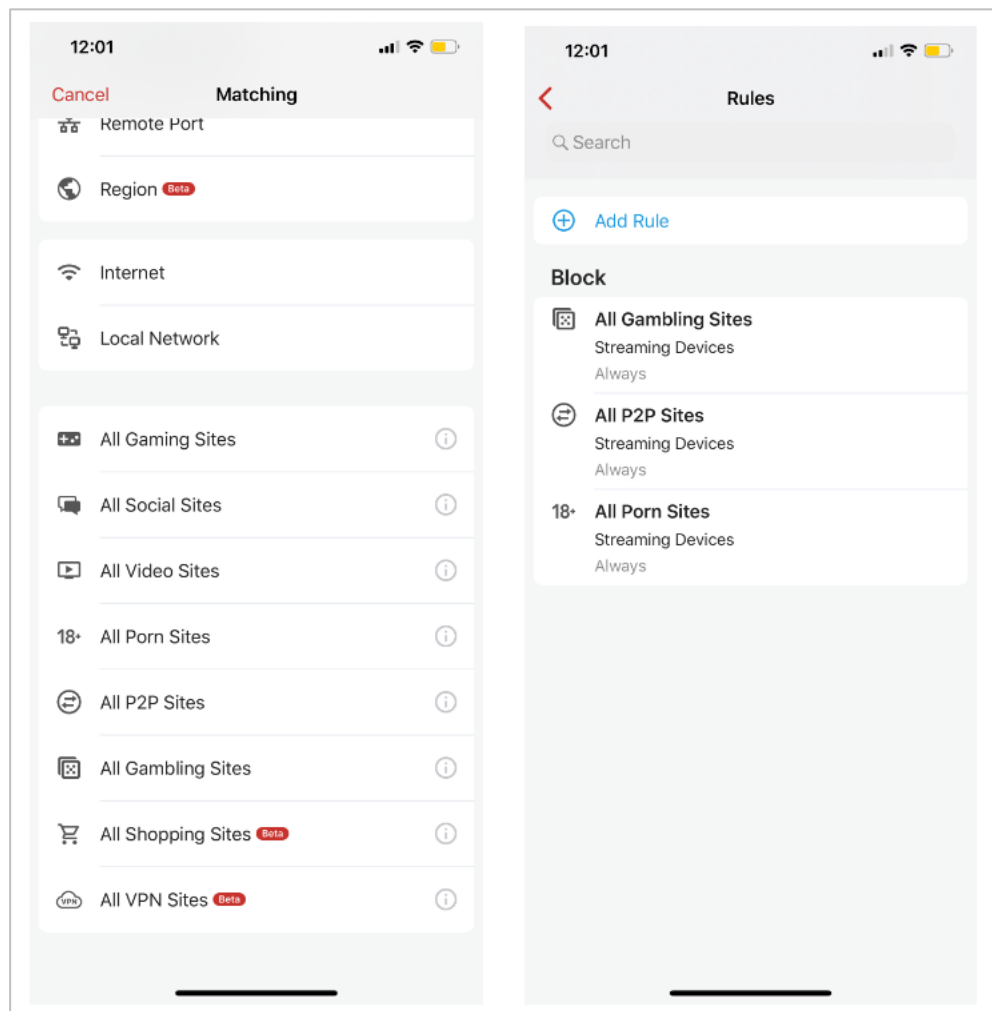 12:01
Cancel
Matching
Remote Port
Region Beta
Internet
Local Network
All Gaming Sites
All Social Sites
All Video Sites
18+ All Porn Sites
All P2P Sites
All Gambling Sites
All Shopping Sites Beta
VPN All VPN Sites Beta
12:01
Rules
Search
Add Rule
Block
All Gambling Sites
Streaming Devices
Always
All P2P Sites
Streaming Devices
Always
18+ All Porn Sites
Streaming Devices
Always